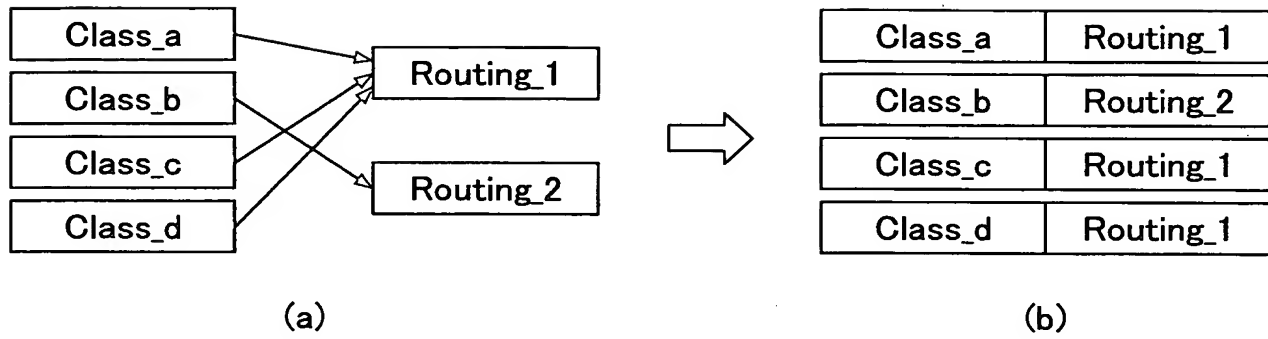 Class_a
Class_b
Class_c
Class_d
Routing_1
Routing_2
(a)
Class_a Routing_1
Class_b Routing_2
Class_c Routing_1
Class_d Routing_1
(b)